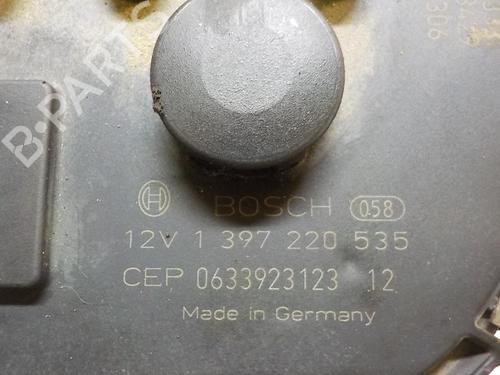 B-PARTS
BOSCH 058
12V 1 397 220 535
CEP 0633923123 12
Made in Germany